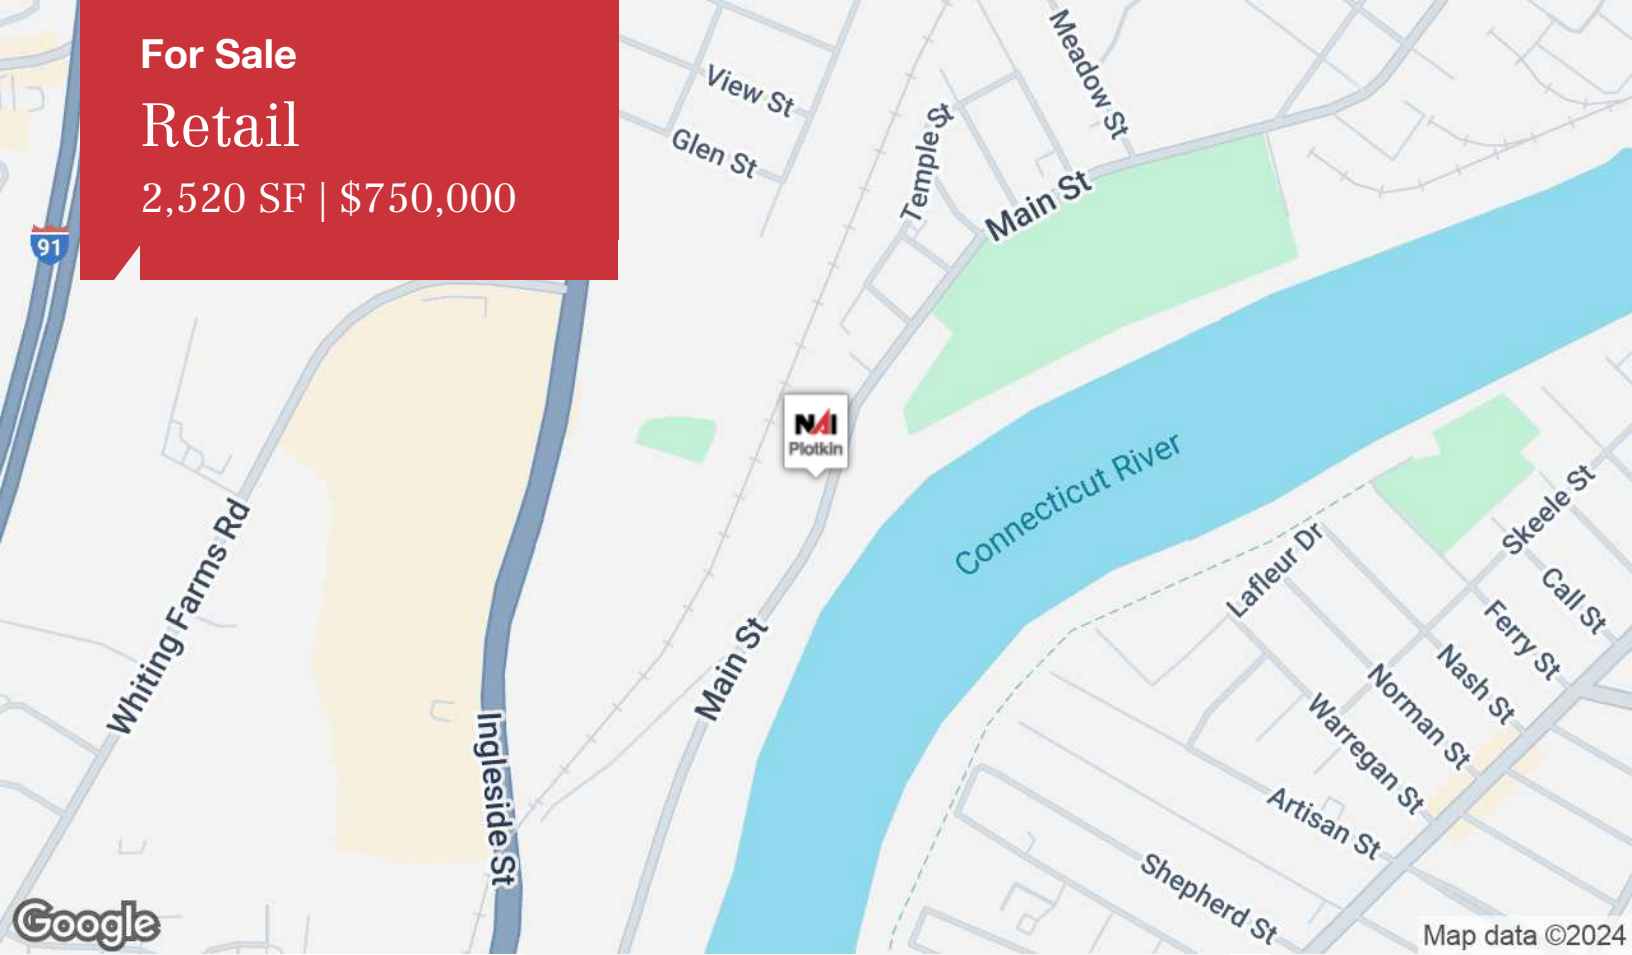 For Sale
Retail
2,520 SF | $750,000
91
View St
Glen St
Temple St
Meadow St
Main St
NAI
Plotkin
Connecticut River
Whiting Farms Rd
Main St
Ingleside St
Lafleur Dr
Skeele St
Call St
Ferry St
Nash St
Norman St
Warregan St
Artisan St
Shepherd St
Google
Map data ©2024